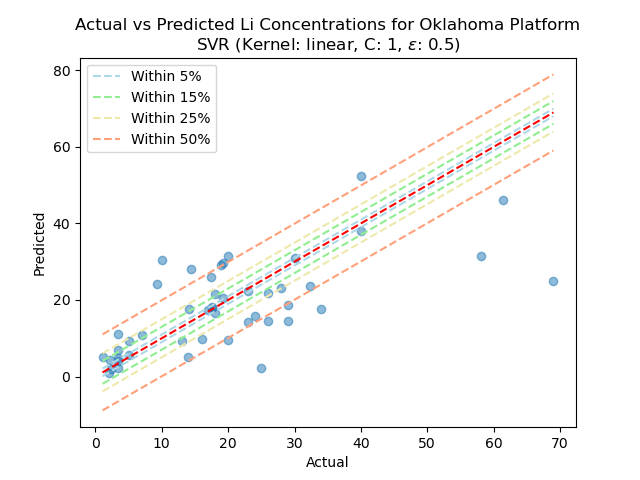 Actual vs Predicted Li Concentrations for Oklahoma Platform
SVR (Kernel: linear, C: 1, ε: 0.5)
Within 5%
Within 15%
Within 25%
Within 50%
80
60
40
20
0
Predicted
0 10 20 30 40 50 60 70
Actual